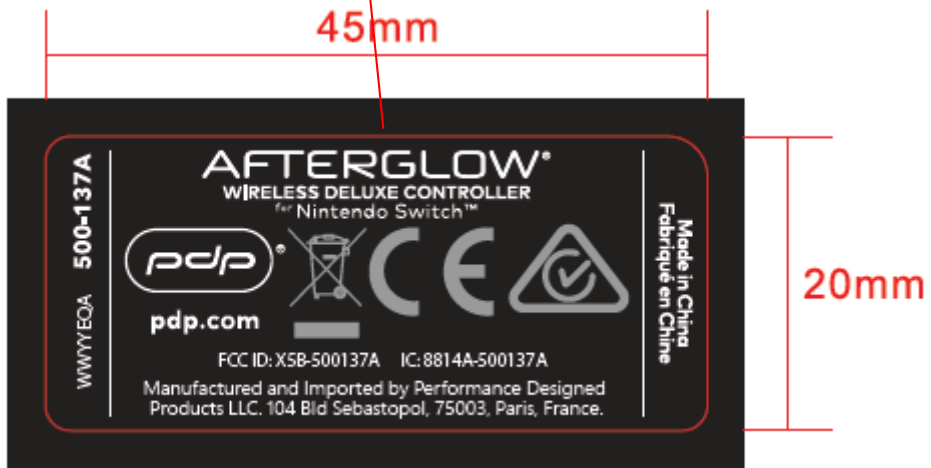 45mm
20mm
WWYYEQA 500-137A
AFTERGLOW®
WIRELESS DELUXE CONTROLLER
for Nintendo Switch™
pdp®
CE
pdp.com
FCC ID: X5B-500137A IC: 8814A-500137A
Manufactured and Imported by Performance Designed
Products LLC. 104 Bld Sebastopol, 75003, Paris, France.
Made in China
Fabriqué en Chine